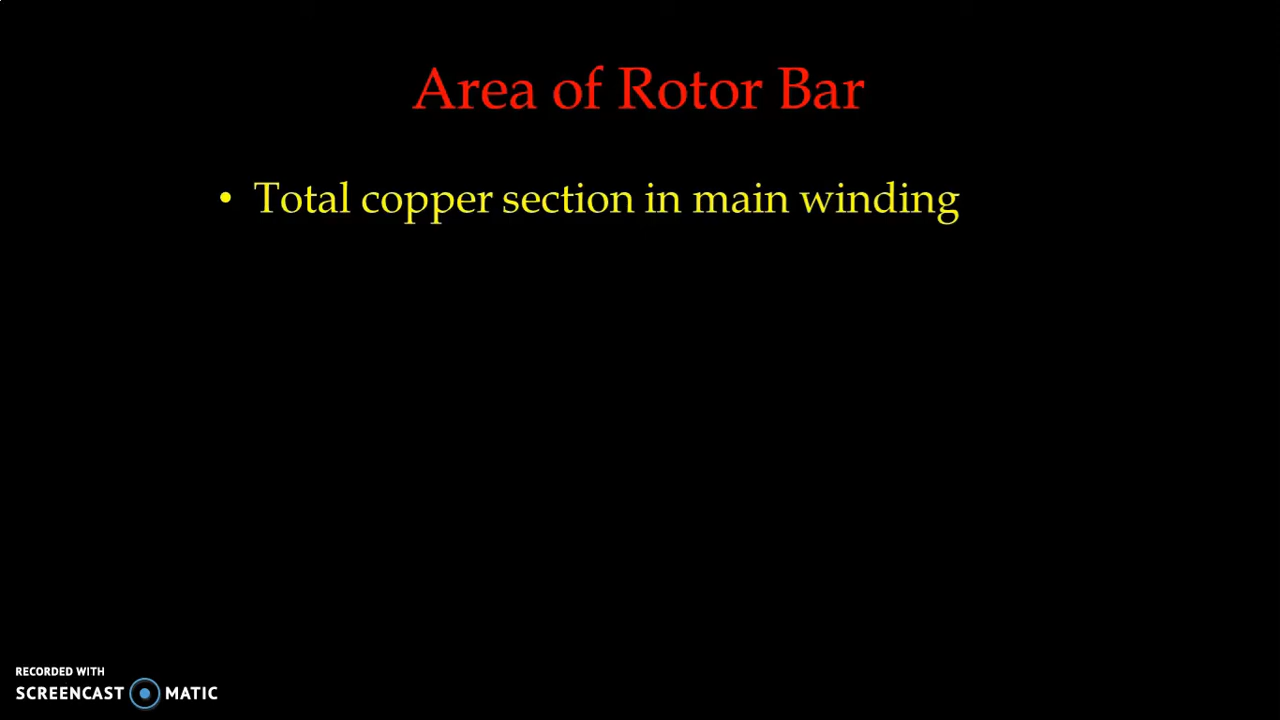 Area of Rotor Bar
• Total copper section in main winding
RECORDED WITH
SCREENCAST MATIC